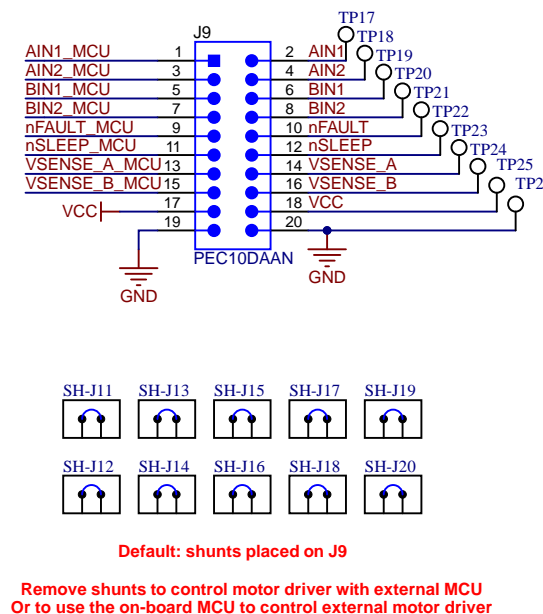 J9
TP17
TP18
TP19
TP20
TP21
TP22
TP23
TP24
TP25
TP2
AIN1_MCU 1 2 AIN1
AIN2_MCU 3 4 AIN2
BIN1_MCU 5 6 BIN1
BIN2_MCU 7 8 BIN2
nFAULT_MCU 9 10 nFAULT
nSLEEP_MCU 11 12 nSLEEP
VSENSE_A_MCU 13 14 VSENSE_A
VSENSE_B_MCU 15 16 VSENSE_B
VCC 17 18 VCC
19 20
PEC10DAAN
GND
GND
SH-J11 SH-J13 SH-J15 SH-J17 SH-J19
SH-J12 SH-J14 SH-J16 SH-J18 SH-J20
Default: shunts placed on J9
Remove shunts to control motor driver with external MCU
Or to use the on-board MCU to control external motor driver